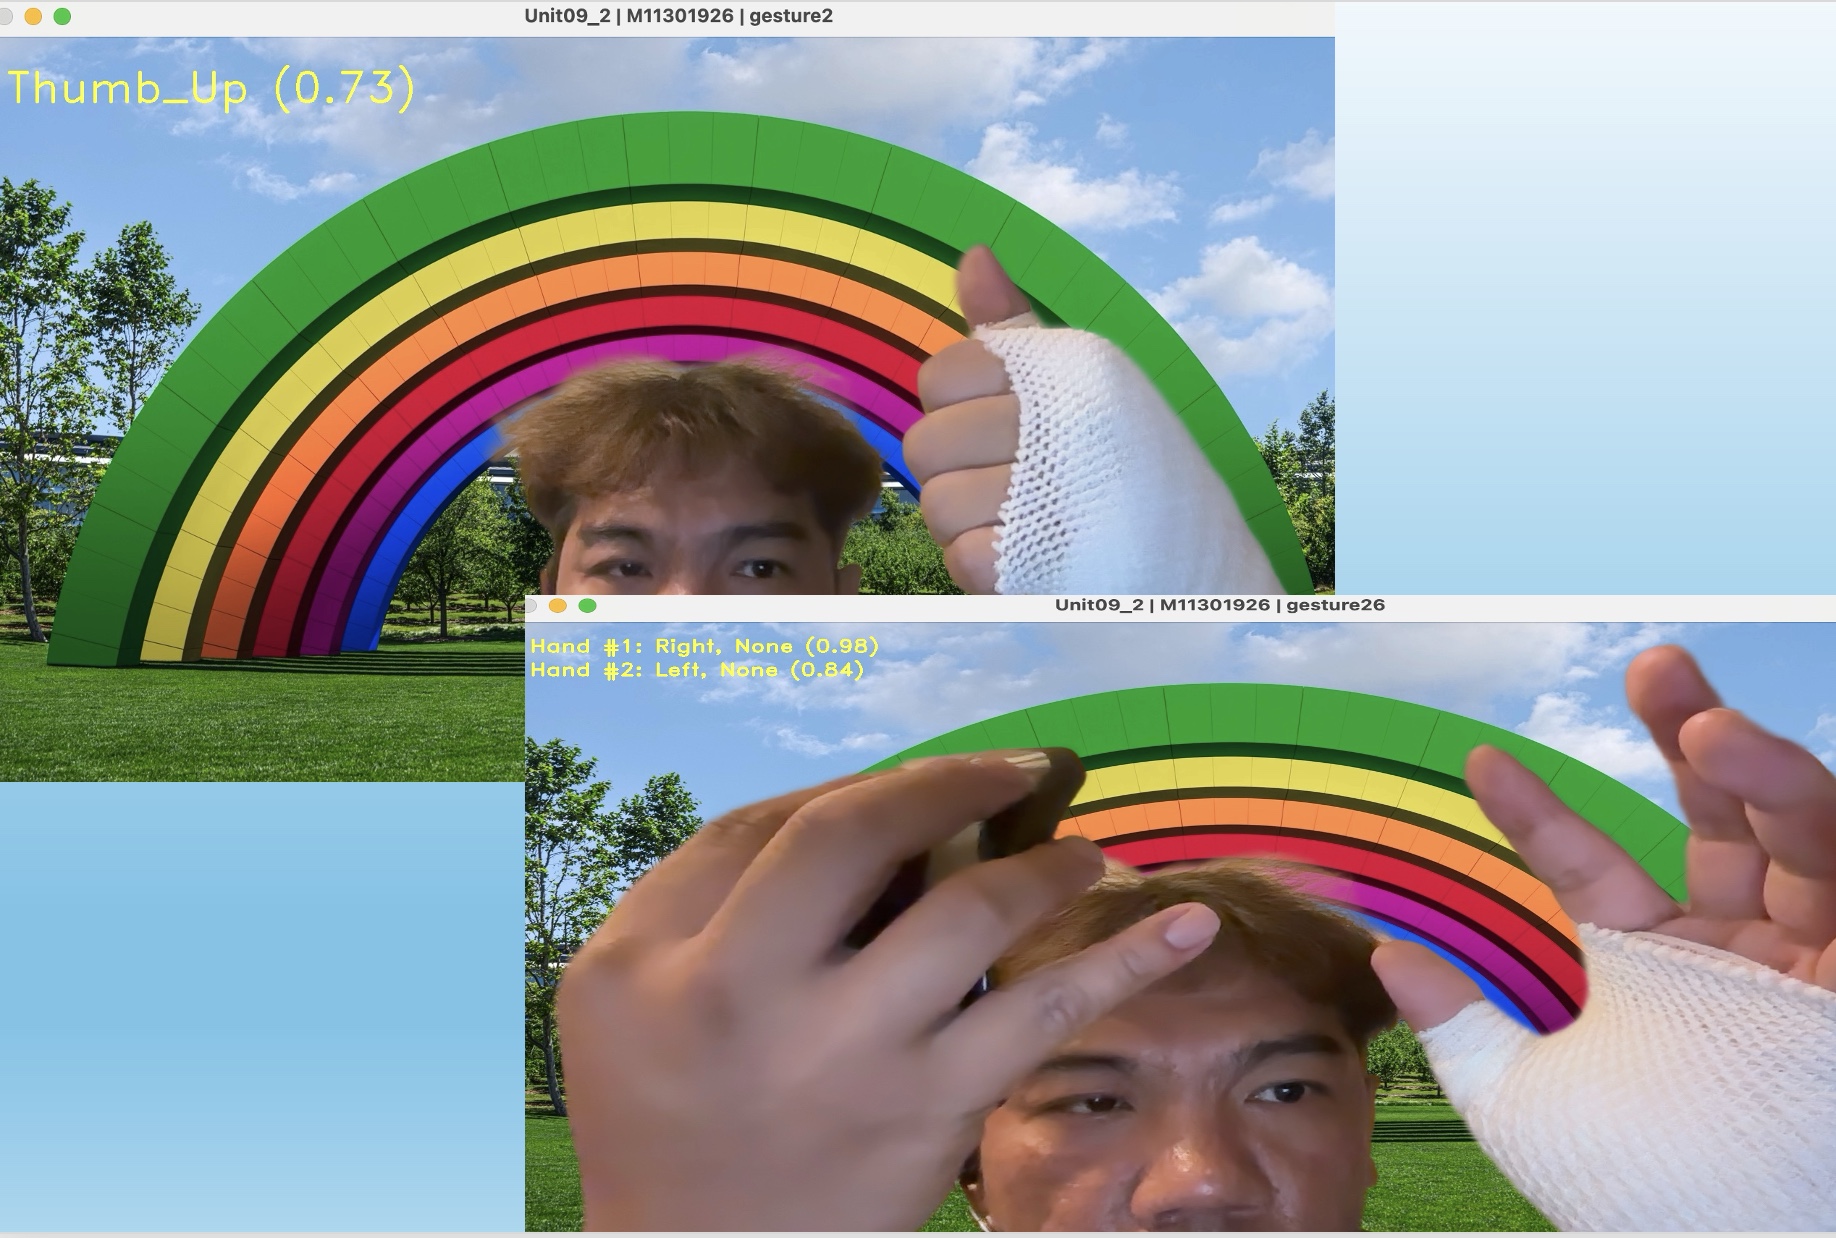 Unit09_2 | M11301926 | gesture2
Thumb_Up (0.73)
Unit09_2 | M11301926 | gesture26
Hand #1: Right, None (0.98)
Hand #2: Left, None (0.84)